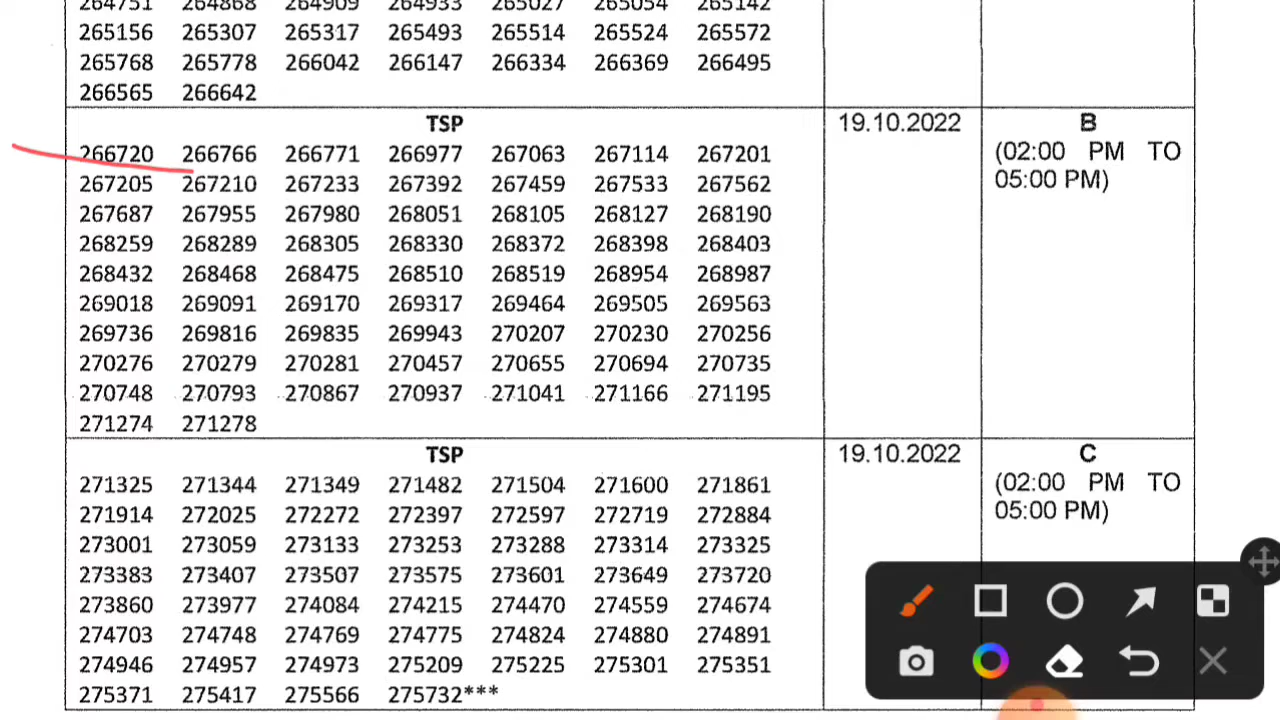 264751 264868 264909 264933 265027 265054 265142
265156 265307 265317 265493 265514 265524 265572
265768 265778 266042 266147 266334 266369 266495
266565 266642
TSP 19.10.2022 B
266720 266766 266771 266977 267063 267114 267201 (02:00 PM TO
267205 267210 267233 267392 267459 267533 267562 05:00 PM)
267687 267955 267980 268051 268105 268127 268190
268259 268289 268305 268330 268372 268398 268403
268432 268468 268475 268510 268519 268954 268987
269018 269091 269170 269317 269464 269505 269563
269736 269816 269835 269943 270207 270230 270256
270276 270279 270281 270457 270655 270694 270735
270748 270793 270867 270937 271041 271166 271195
271274 271278
TSP 19.10.2022 C
271325 271344 271349 271482 271504 271600 271861 (02:00 PM TO
271914 272025 272272 272397 272597 272719 272884 05:00 PM)
273001 273059 273133 273253 273288 273314 273325
273383 273407 273507 273575 273601 273649 273720
273860 273977 274084 274215 274470 274559 274674
274703 274748 274769 274775 274824 274880 274891
274946 274957 274973 275209 275225 275301 275351
275371 275417 275566 275732***